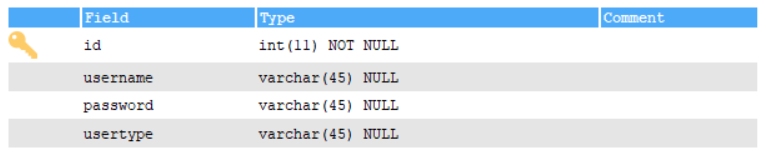 Field Type Comment
id int(11) NOT NULL
username varchar(45) NULL
password varchar(45) NULL
usertype varchar(45) NULL